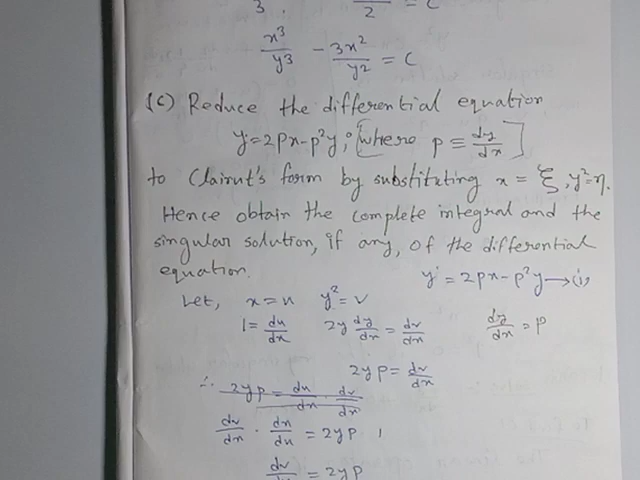 3 . 2 = c
x³/y³ - 3x²/y² = c
(c) Reduce the differential equation
y = 2px - p²y, [where p ≡ dy/dx]
to Clairut's form by substituting x = ξ, y² = η.
Hence obtain the complete integral and the
singular solution, if any, of the differential
equation.
y = 2px - p²y → (i)
Let, x = u y² = v
1 = du/dx 2y dy/dx = dv/dx dy/dx = p
2yp = dv/dx
∴ 2yp = du/dx · dv/dx
dv/dx · dx/du = 2yp
dv/du = 2yp